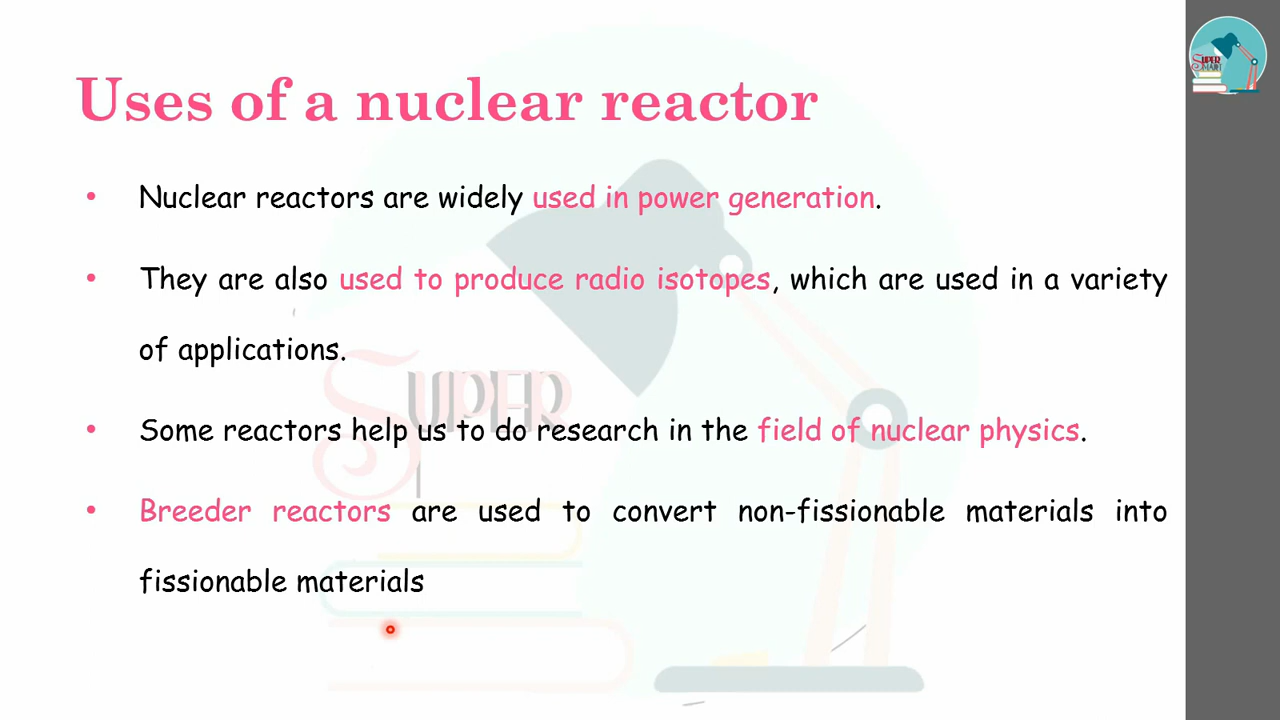 Uses of a nuclear reactor
• Nuclear reactors are widely used in power generation.
• They are also used to produce radio isotopes, which are used in a variety
of applications.
• Some reactors help us to do research in the field of nuclear physics.
• Breeder reactors are used to convert non-fissionable materials into
fissionable materials
SUPER